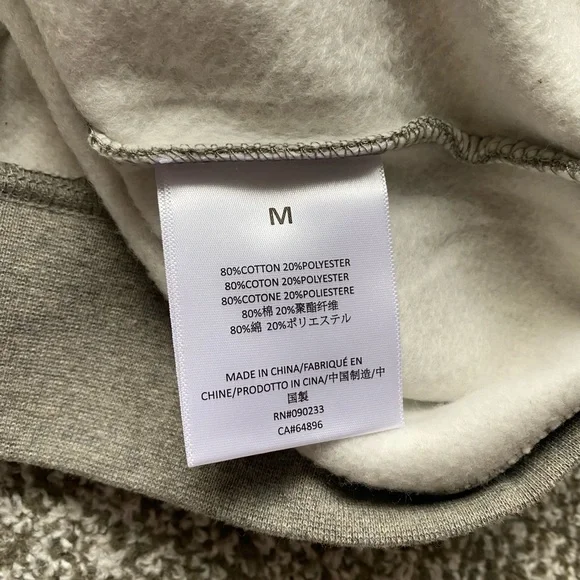 M
80%COTTON 20%POLYESTER
80%COTON 20%POLYESTER
80%COTONE 20%POLIESTERE
80%棉 20%聚酯纤维
80%綿 20%ポリエステル
MADE IN CHINA/FABRIQUÉ EN
CHINE/PRODOTTO IN CINA/中国制造/中
国製
RN#090233
CA#64896